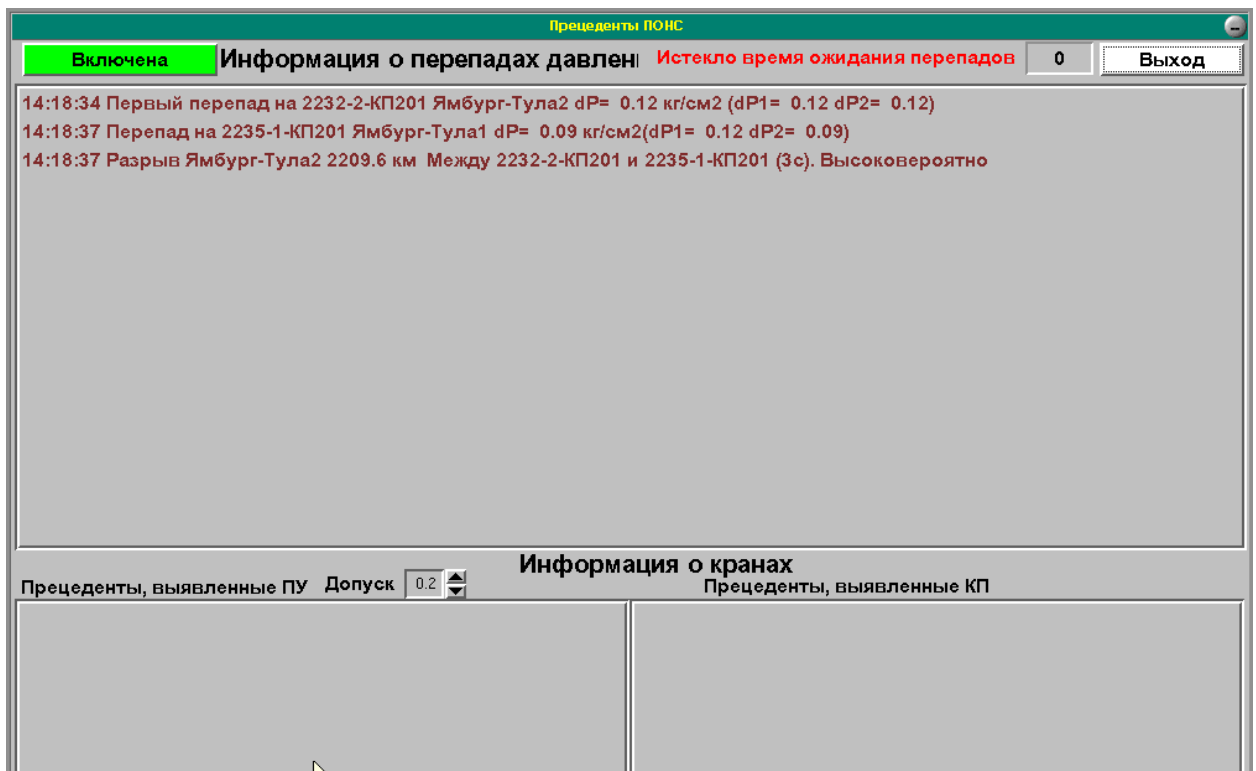 Прецеденты ПОНС
Включена Информация о перепадах давлен Истекло время ожидания перепадов 0 Выход
14:18:34 Первый перепад на 2232-2-КП201 Ямбург-Тула2 dP= 0.12 кг/см2 (dP1= 0.12 dP2= 0.12)
14:18:37 Перепад на 2235-1-КП201 Ямбург-Тула1 dP= 0.09 кг/см2(dP1= 0.12 dP2= 0.09)
14:18:37 Разрыв Ямбург-Тула2 2209.6 км Между 2232-2-КП201 и 2235-1-КП201 (3с). Высоковероятно
Информация о кранах
Прецеденты, выявленные ПУ Допуск 0.2 Прецеденты, выявленные КП